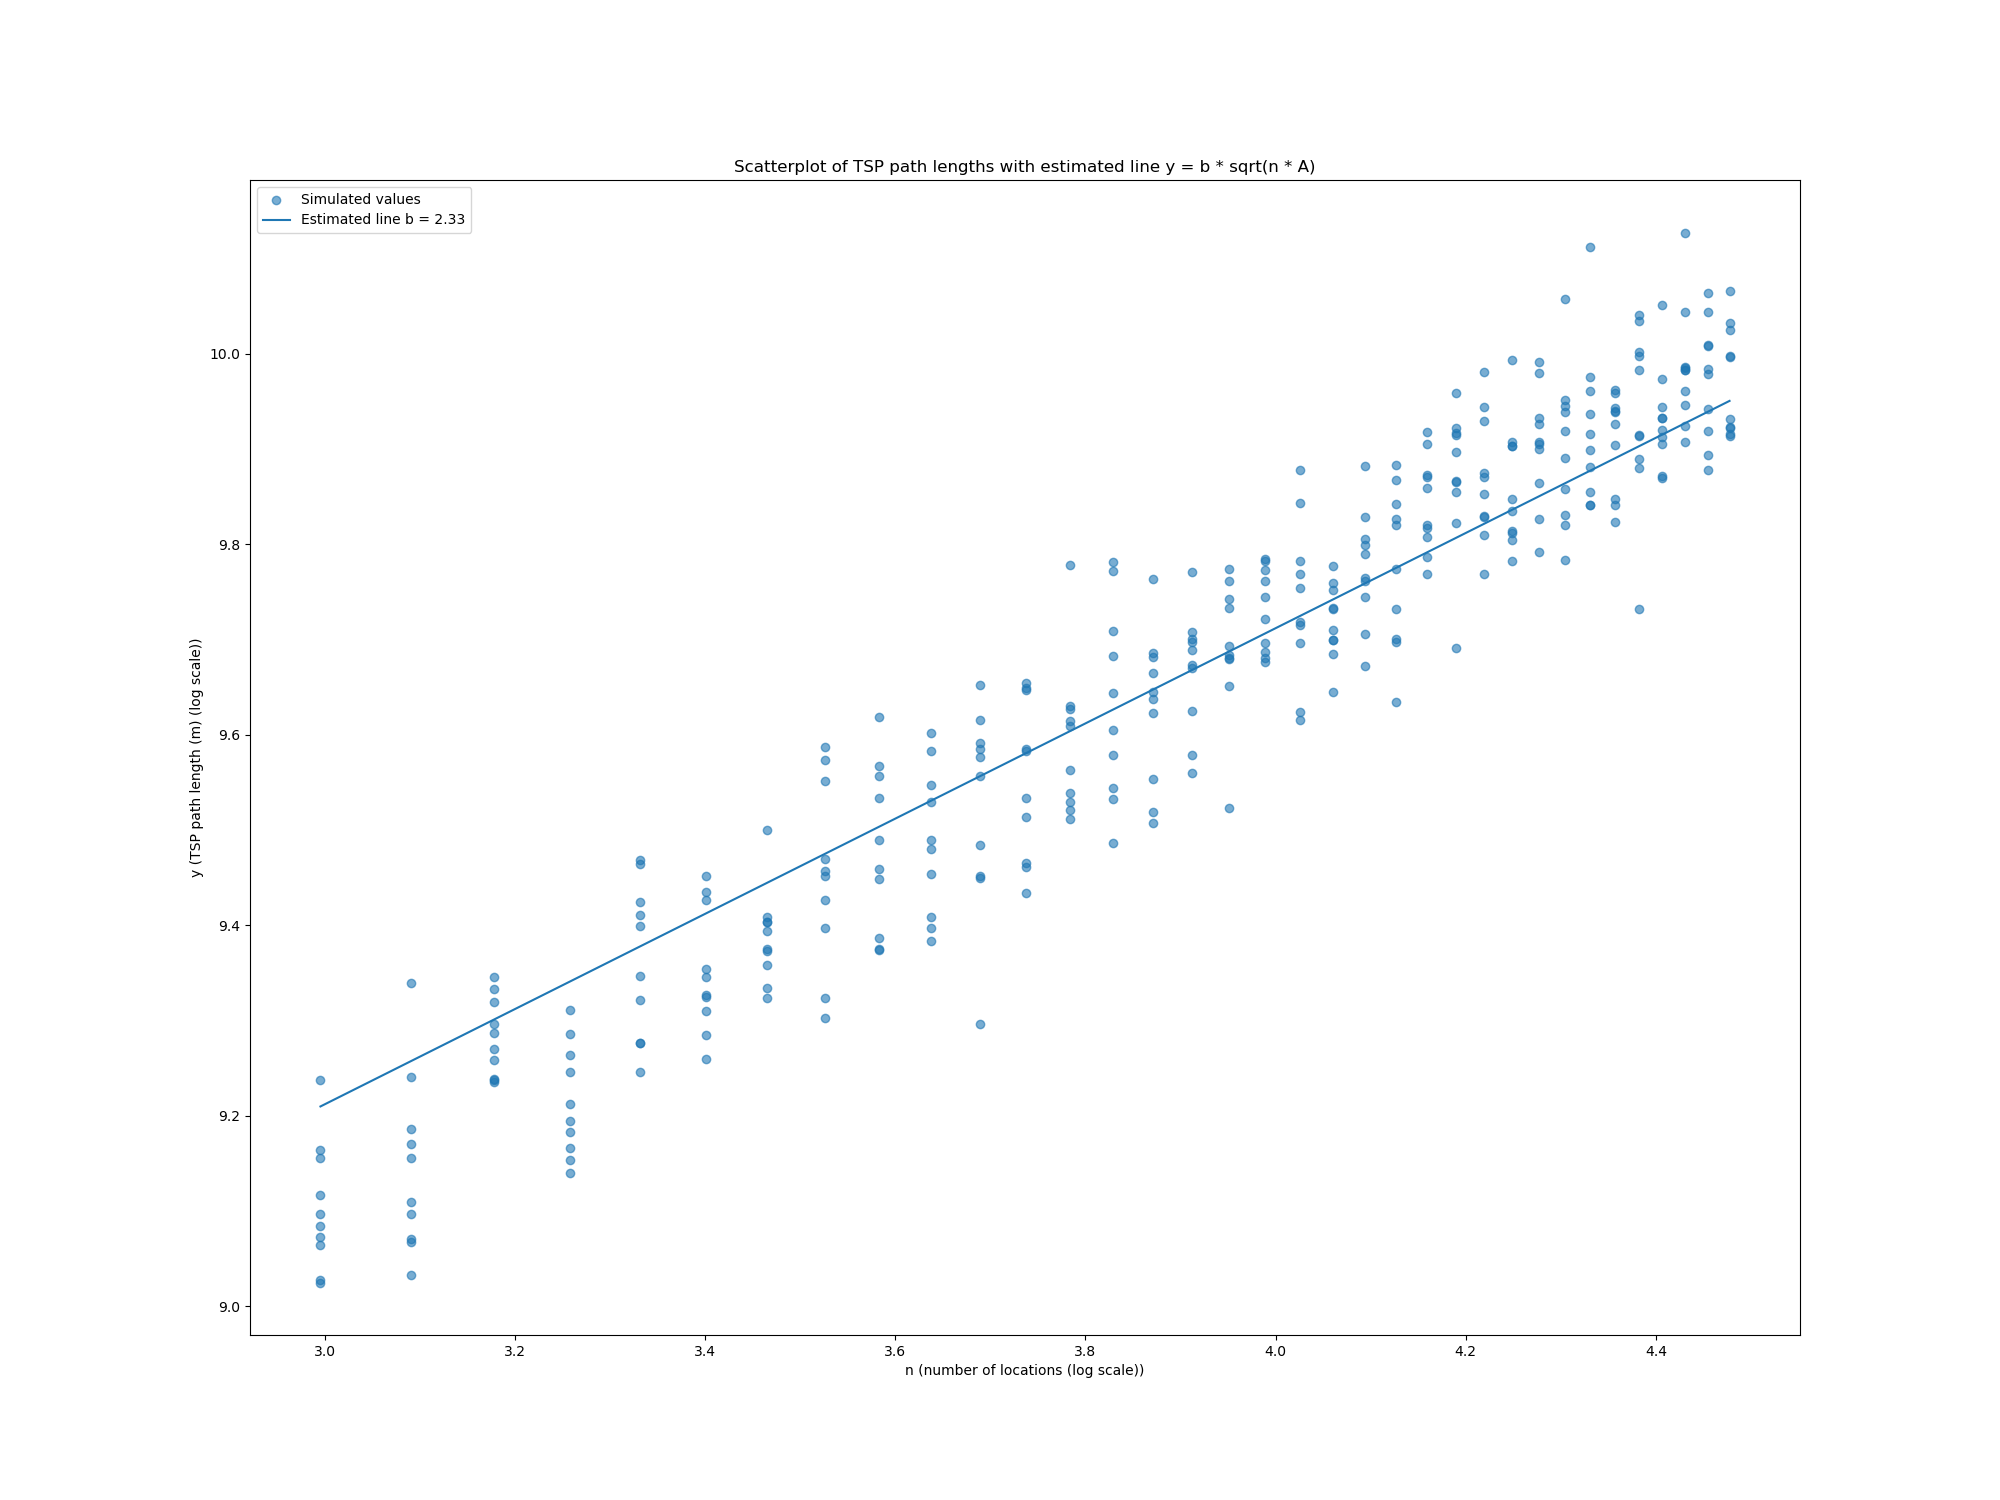 Scatterplot of TSP path lengths with estimated line y = b * sqrt(n * A)
Simulated values
Estimated line b = 2.33
y (TSP path length (m) (log scale))
10.0
9.8
9.6
9.4
9.2
9.0
3.0 3.2 3.4 3.6 3.8 4.0 4.2 4.4
n (number of locations (log scale))